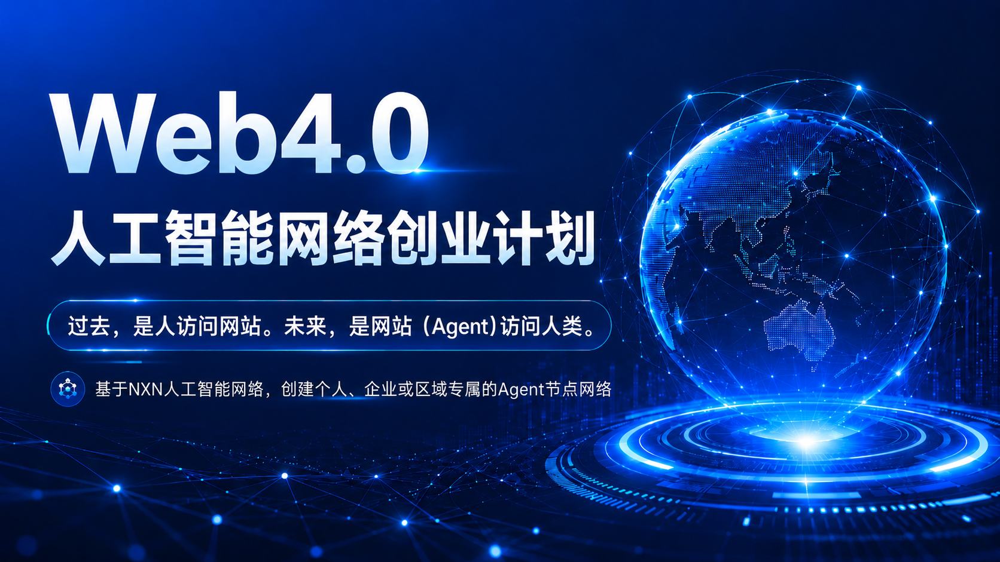 Web4.0
人工智能网络创业计划
过去，是人访问网站。未来，是网站（Agent）访问人类。
基于NXN人工智能网络，创建个人、企业或区域专属的Agent节点网络